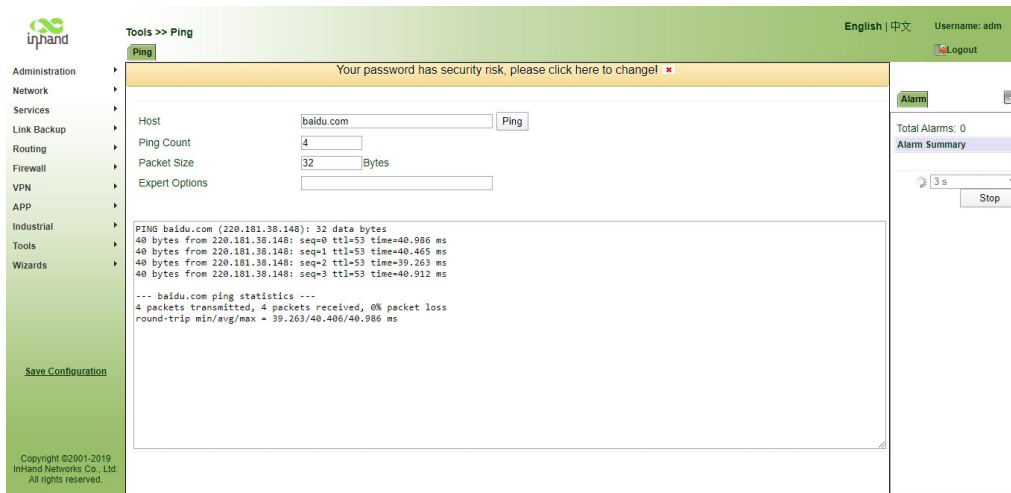 inhand
Tools >> Ping
English | 中文
Username: adm
Logout
Ping
Your password has security risk, please click here to change!
Administration
Network
Services
Link Backup
Routing
Firewall
VPN
APP
Industrial
Tools
Wizards
Save Configuration
Copyright ©2001-2019
InHand Networks Co., Ltd.
All rights reserved.
Host baidu.com Ping
Ping Count 4
Packet Size 32 Bytes
Expert Options
PING baidu.com (220.181.38.148): 32 data bytes
40 bytes from 220.181.38.148: seq=0 ttl=53 time=40.986 ms
40 bytes from 220.181.38.148: seq=1 ttl=53 time=40.465 ms
40 bytes from 220.181.38.148: seq=2 ttl=53 time=39.263 ms
40 bytes from 220.181.38.148: seq=3 ttl=53 time=40.912 ms
--- baidu.com ping statistics ---
4 packets transmitted, 4 packets received, 0% packet loss
round-trip min/avg/max = 39.263/40.406/40.986 ms
Alarm
Total Alarms: 0
Alarm Summary
3 s
Stop